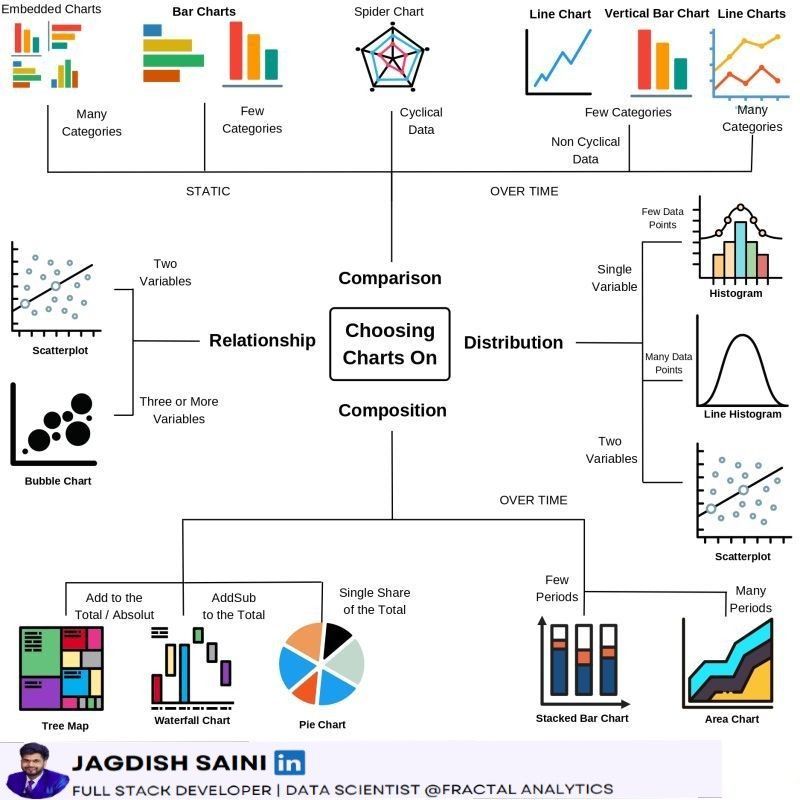 Embedded Charts
Bar Charts
Spider Chart
Line Chart
Vertical Bar Chart
Line Charts
Many
Categories
Few
Categories
Cyclical
Data
Few Categories
Many
Categories
Non Cyclical
Data
STATIC
OVER TIME
Few Data
Points
Two
Variables
Single
Variable
Comparison
Histogram
Choosing
Charts On
Relationship
Distribution
Scatterplot
Many Data
Points
Three or More
Variables
Composition
Line Histogram
Two
Variables
Bubble Chart
OVER TIME
Scatterplot
Add to the
Total / Absolut
AddSub
to the Total
Single Share
of the Total
Few
Periods
Many
Periods
Tree Map
Waterfall Chart
Pie Chart
Stacked Bar Chart
Area Chart
JAGDISH SAINI in
FULL STACK DEVELOPER | DATA SCIENTIST @FRACTAL ANALYTICS